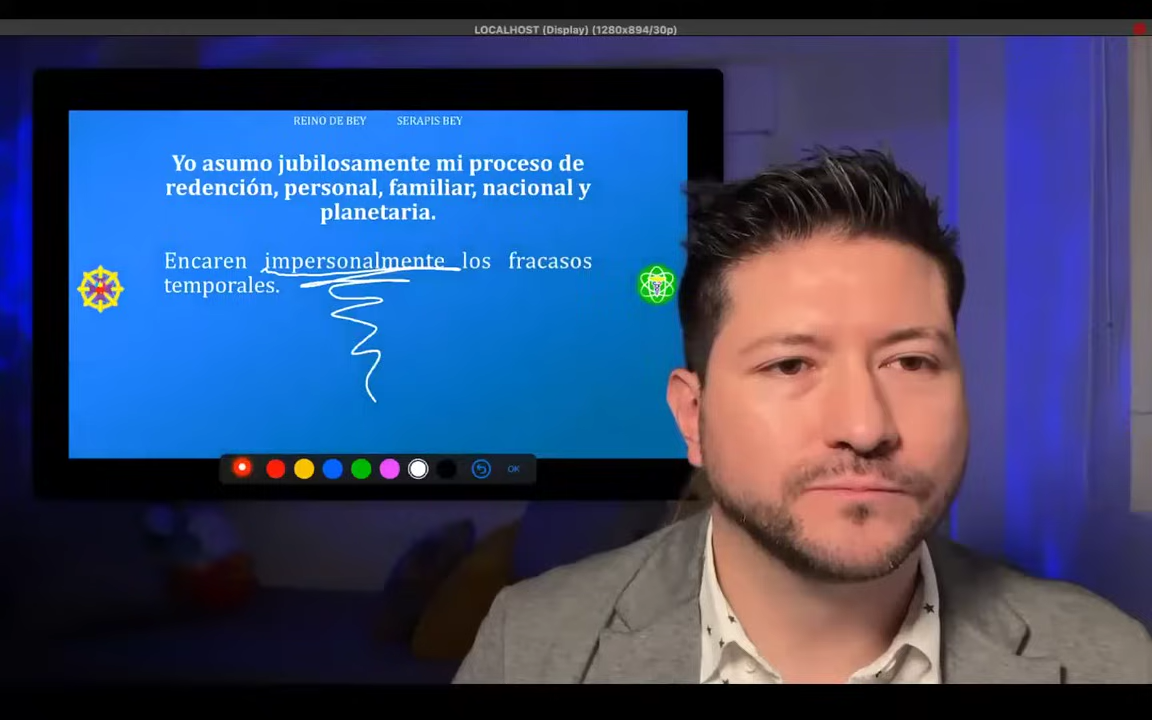 LOCALHOST (Display) (1280x894/30p)
REINO DE BEY SERAPIS BEY
Yo asumo jubilosamente mi proceso de
redención, personal, familiar, nacional y
planetaria.
Encaren impersonalmente los fracasos
temporales.
OK